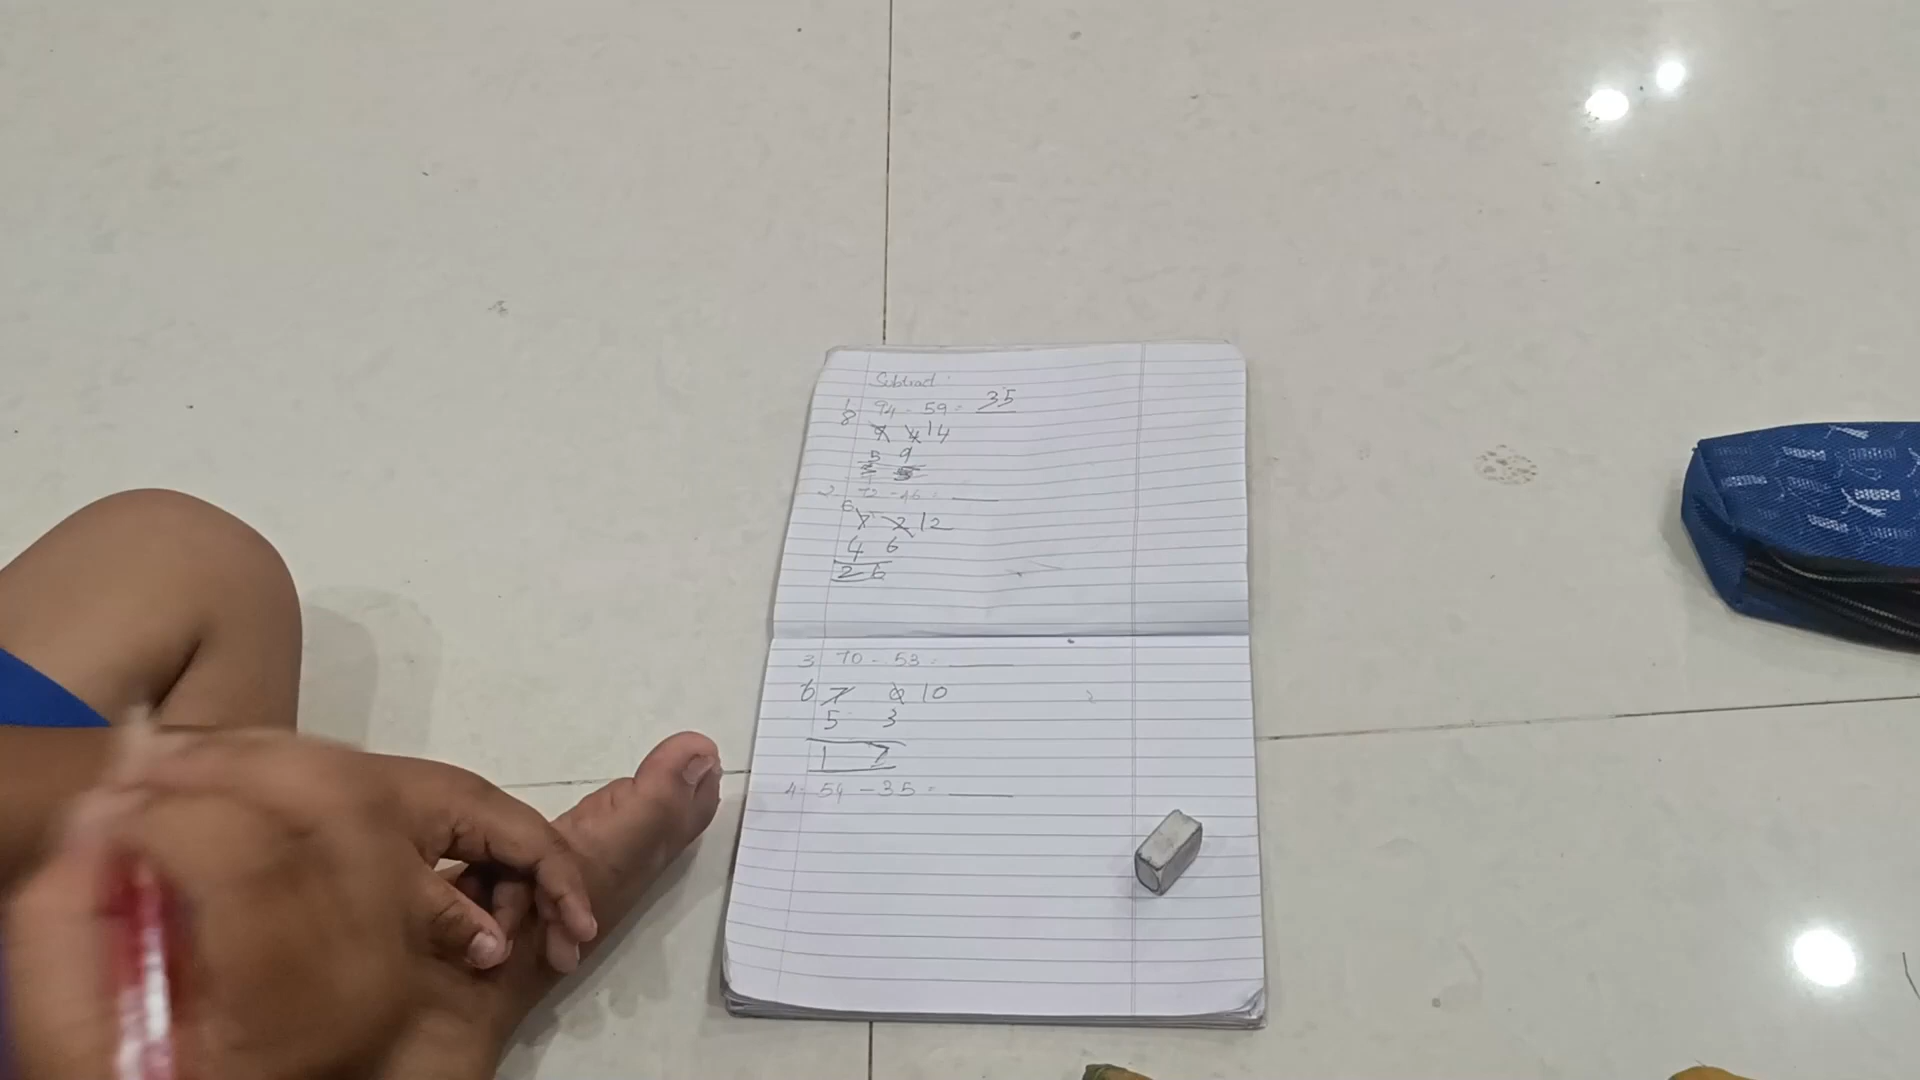 Subtract
1 94 - 59 = 35
8 9 4 14
5 9
3 5
2 72 - 46 = ____
6 7 2 12
4 6
2 6
3 70 - 53 = ____
6 7 0 10
5 3
1 7
4. 54 - 35 = ____